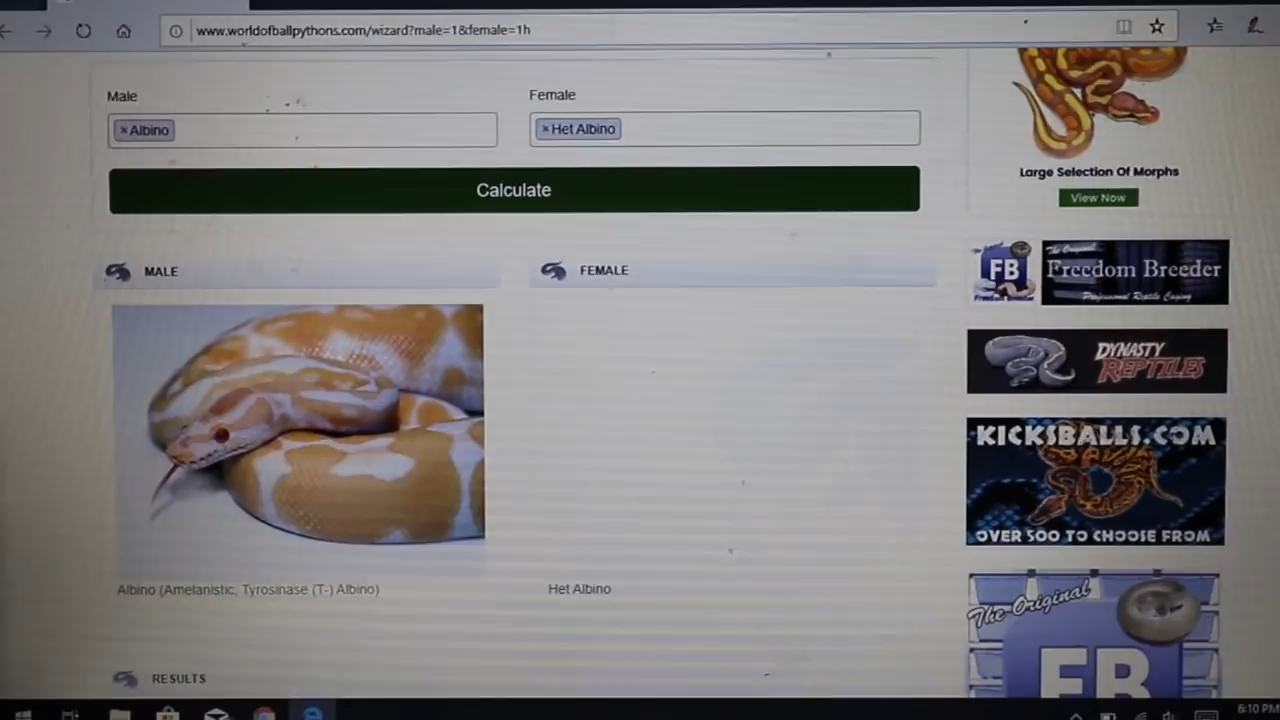 www.worldofballpythons.com/wizard?male=1&female=1h
Male
Female
×Albino
×Het Albino
Calculate
Large Selection Of Morphs
View Now
MALE
FEMALE
FB
The Original
Freedom Breeder
Professional Reptile Caging
DYNASTY
REPTILES
KICKSBALLS.COM
OVER 500 TO CHOOSE FROM
Albino (Amelanistic, Tyrosinase (T-) Albino)
Het Albino
The Original
FB
RESULTS
6:10 PM